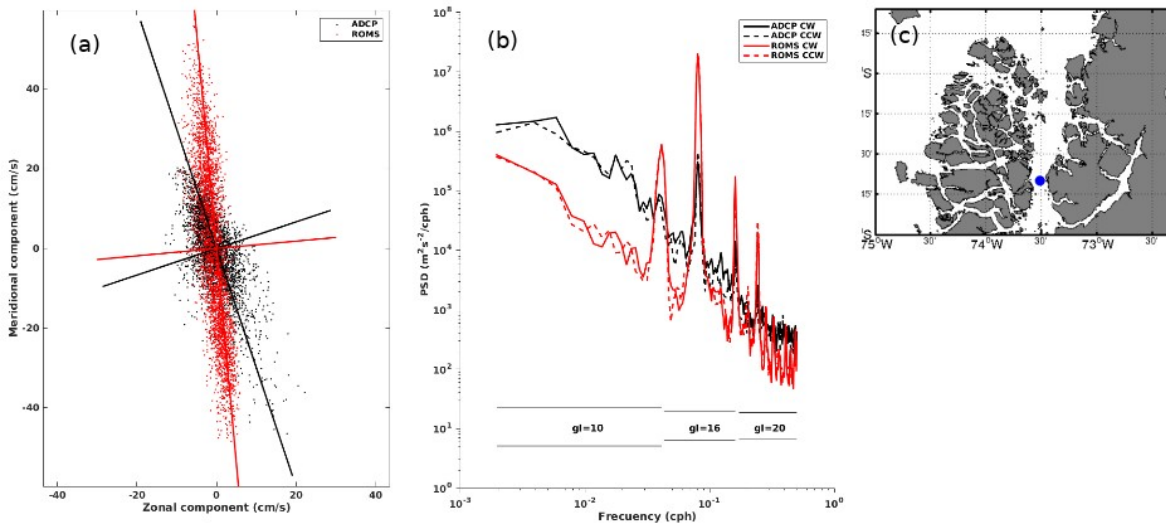 (a)
ADCP
ROMS
Meridional component (cm/s)
40
20
0
-20
-40
-40 -20 0 20 40
Zonal component (cm/s)
(b)
ADCP CW
ADCP CCW
ROMS CW
ROMS CCW
PSD (m²s⁻²/cph)
10⁸
10⁷
10⁶
10⁵
10⁴
10³
10²
10¹
10⁰
gl=10 gl=16 gl=20
10⁻³ 10⁻² 10⁻¹ 10⁰
Frecuency (cph)
(c)
45'
°S
15'
30'
15'
°S
75°W 30' 74°W 30' 73°W 30'